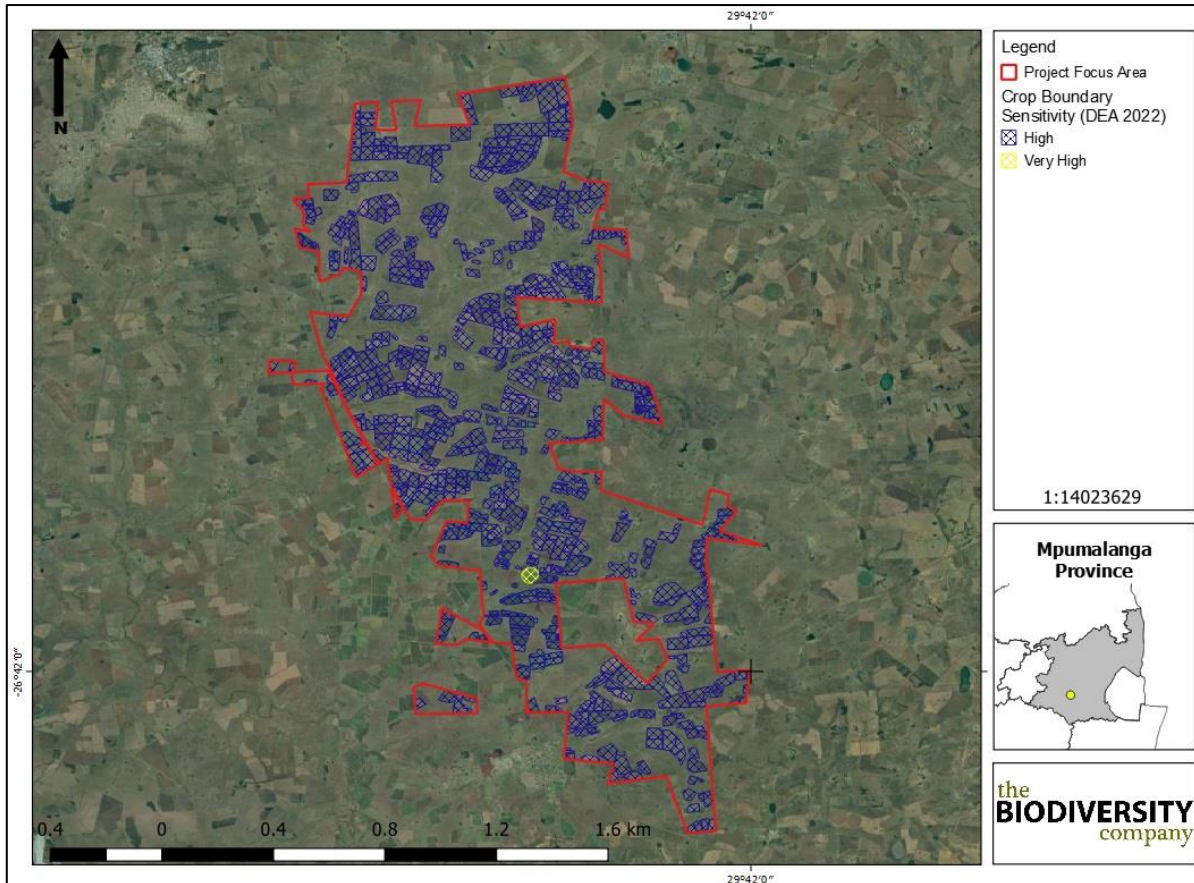 29°42'0"
N
-26°42'0"
0.4 0 0.4 0.8 1.2 1.6 km
29°42'0"
Legend
Project Focus Area
Crop Boundary
Sensitivity (DEA 2022)
High
Very High
1:14023629
Mpumalanga
Province
the
BIODIVERSITY
company